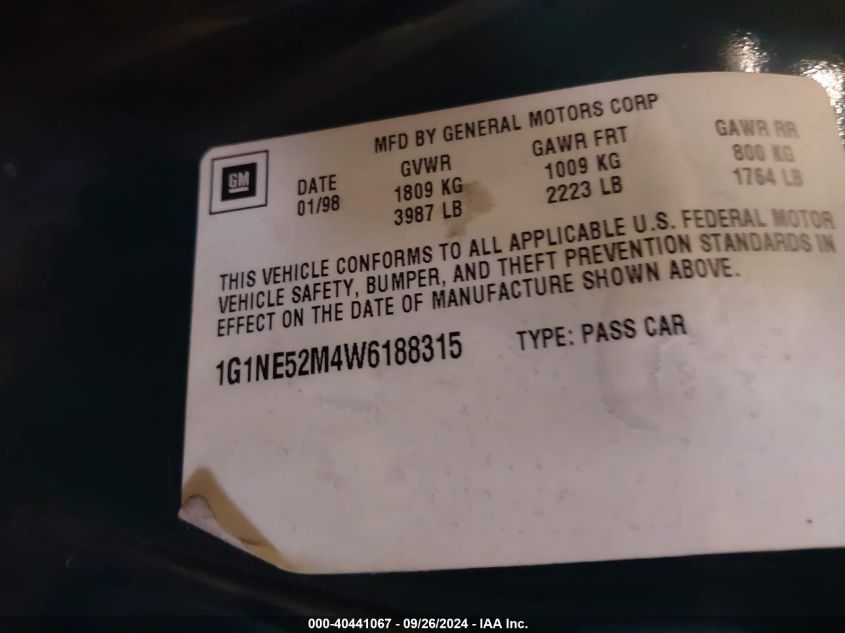 MFD BY GENERAL MOTORS CORP
GM
DATE GVWR GAWR FRT GAWR RR
01/98 1809 KG 1009 KG 800 KG
3987 LB 2223 LB 1764 LB
THIS VEHICLE CONFORMS TO ALL APPLICABLE U.S. FEDERAL MOTOR
VEHICLE SAFETY, BUMPER, AND THEFT PREVENTION STANDARDS IN
EFFECT ON THE DATE OF MANUFACTURE SHOWN ABOVE.
1G1NE52M4W6188315 TYPE: PASS CAR
000-40441067 - 09/26/2024 - IAA Inc.